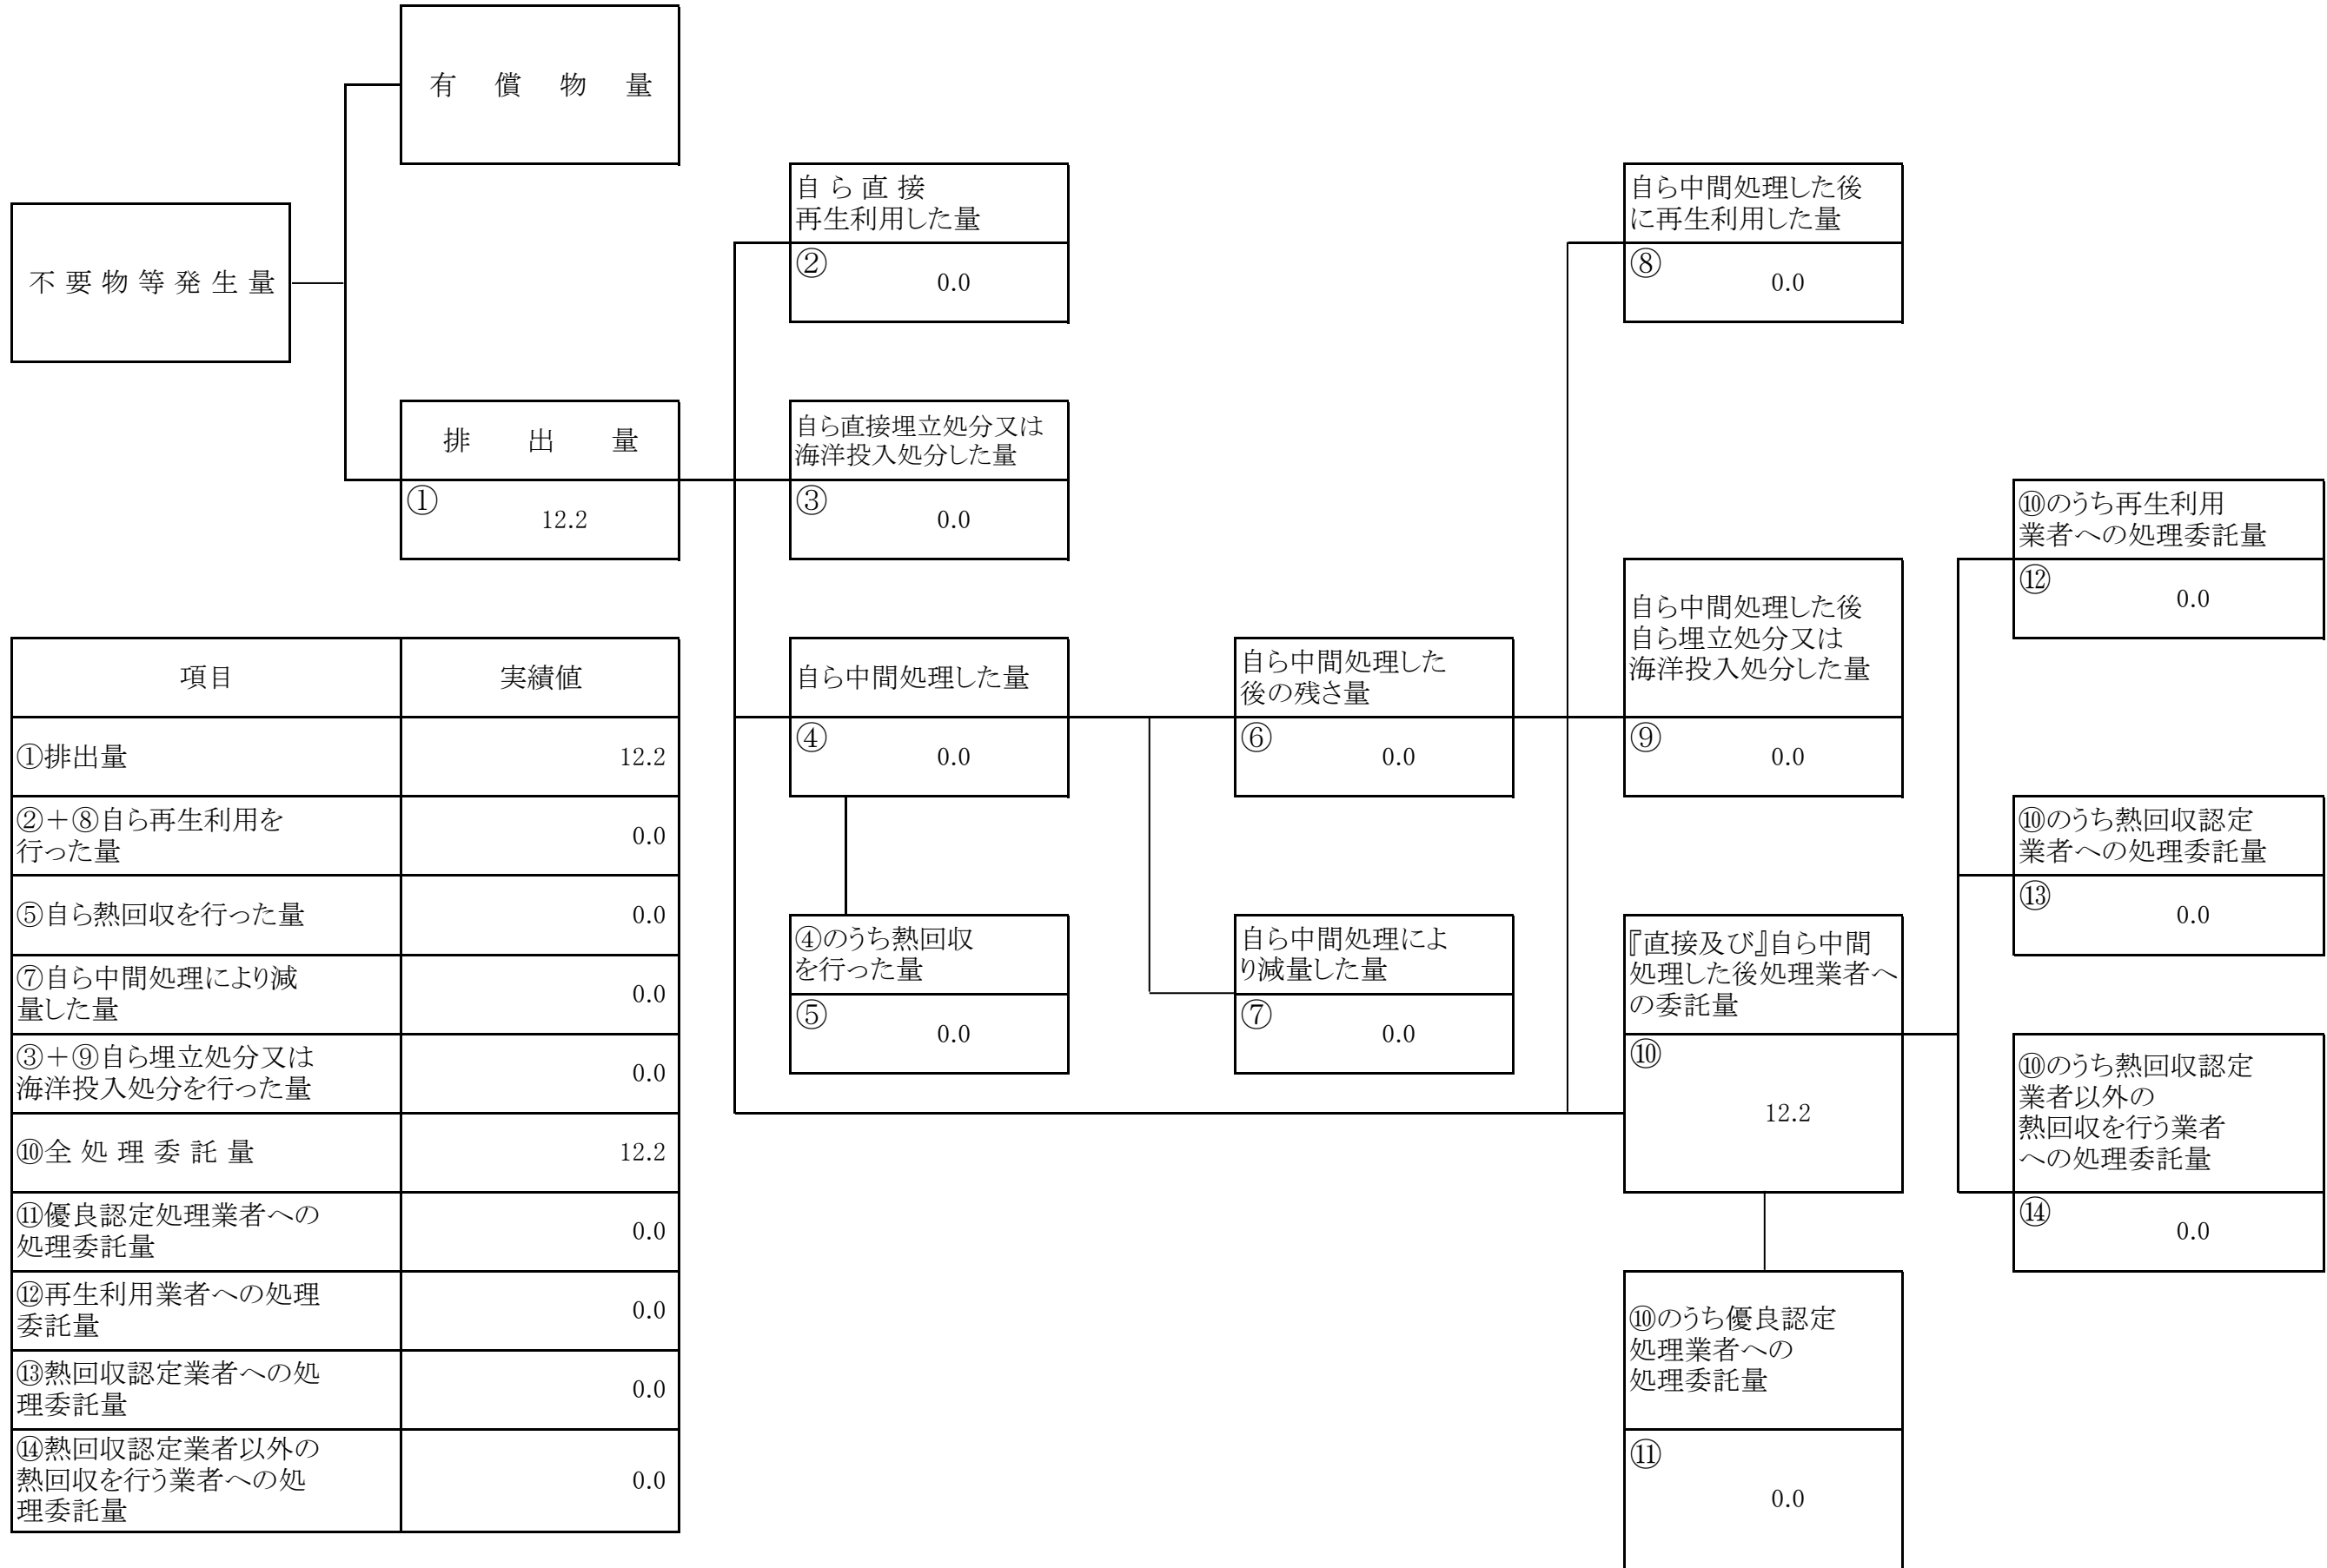 有　償　物　量
不 要 物 等 発 生 量
排　出　量
①
12.2
自 ら 直 接
再生利用した量
②
0.0
自ら直接埋立処分又は
海洋投入処分した量
③
0.0
自ら中間処理した量
④
0.0
④のうち熱回収
を行った量
⑤
0.0
自ら中間処理した
後の残さ量
⑥
0.0
自ら中間処理によ
り減量した量
⑦
0.0
自ら中間処理した後
に再生利用した量
⑧
0.0
自ら中間処理した後
自ら埋立処分又は
海洋投入処分した量
⑨
0.0
『直接及び』自ら中間
処理した後処理業者へ
の委託量
⑩
12.2
⑩のうち優良認定
処理業者への
処理委託量
⑪
0.0
⑩のうち再生利用
業者への処理委託量
⑫
0.0
⑩のうち熱回収認定
業者への処理委託量
⑬
0.0
⑩のうち熱回収認定
業者以外の
熱回収を行う業者
への処理委託量
⑭
0.0
項目　実績値
①排出量　12.2
②＋⑧自ら再生利用を
行った量　0.0
⑤自ら熱回収を行った量　0.0
⑦自ら中間処理により減
量した量　0.0
③＋⑨自ら埋立処分又は
海洋投入処分を行った量　0.0
⑩全 処 理 委 託 量　12.2
⑪優良認定処理業者への
処理委託量　0.0
⑫再生利用業者への処理
委託量　0.0
⑬熱回収認定業者への処
理委託量　0.0
⑭熱回収認定業者以外の
熱回収を行う業者への処
理委託量　0.0